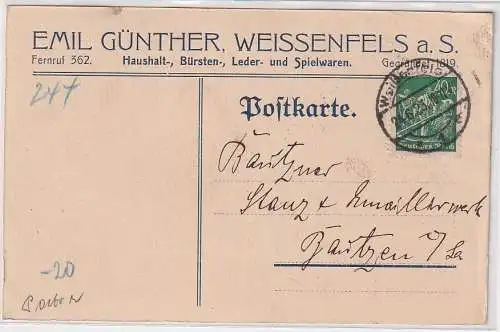 EMIL GÜNTHER, WEISSENFELS a. S.
Fernruf 362. Haushalt-, Bürsten-, Leder- und Spielwaren. Gegründet 1819.
247
Postkarte.
Bautzner
Stanz & Emaillierwerk
Bautzen i/Sa
-20